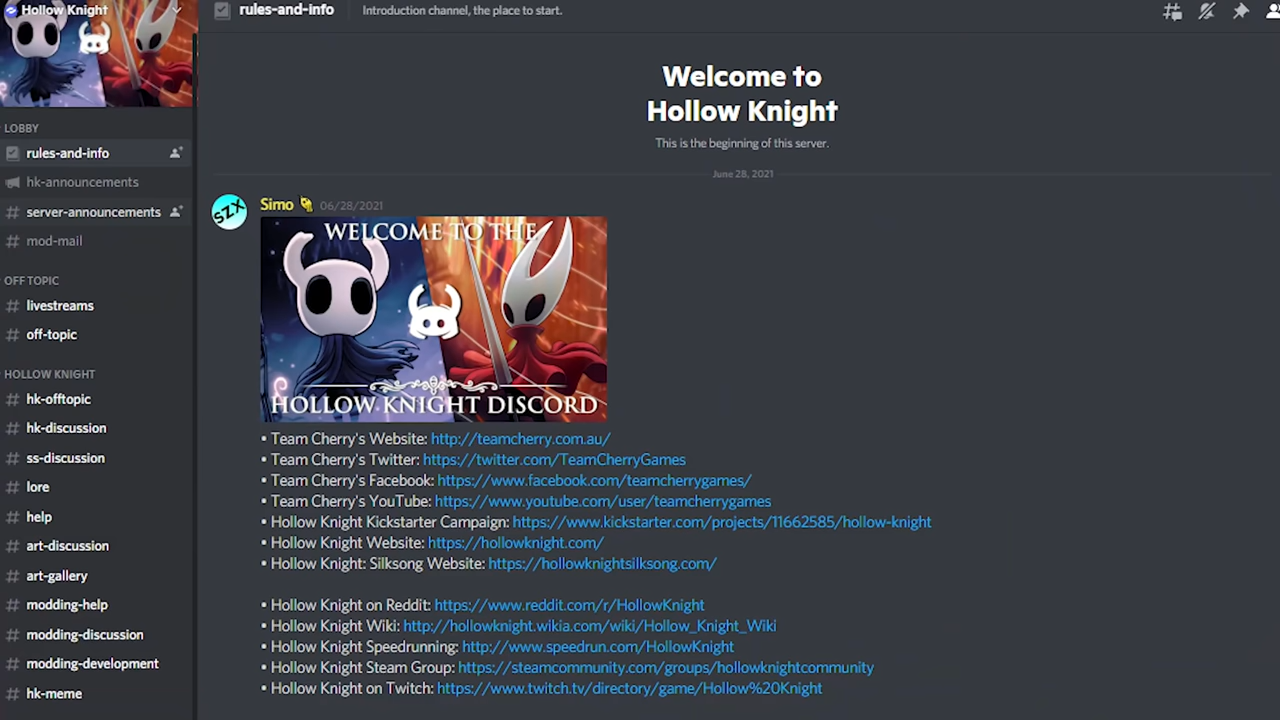 Hollow Knight
LOBBY
rules-and-info
hk-announcements
server-announcements
mod-mail
OFF TOPIC
livestreams
off-topic
HOLLOW KNIGHT
hk-offtopic
hk-discussion
ss-discussion
lore
help
art-discussion
art-gallery
modding-help
modding-discussion
modding-development
hk-meme
rules-and-info
Introduction channel, the place to start.
Welcome to
Hollow Knight
This is the beginning of this server.
June 28, 2021
SZX
Simo 06/28/2021
WELCOME TO THE
HOLLOW KNIGHT DISCORD
• Team Cherry's Website: http://teamcherry.com.au/
• Team Cherry's Twitter: https://twitter.com/TeamCherryGames
• Team Cherry's Facebook: https://www.facebook.com/teamcherrygames/
• Team Cherry's YouTube: https://www.youtube.com/user/teamcherrygames
• Hollow Knight Kickstarter Campaign: https://www.kickstarter.com/projects/11662585/hollow-knight
• Hollow Knight Website: https://hollowknight.com/
• Hollow Knight: Silksong Website: https://hollowknightsilksong.com/
• Hollow Knight on Reddit: https://www.reddit.com/r/HollowKnight
• Hollow Knight Wiki: http://hollowknight.wikia.com/wiki/Hollow_Knight_Wiki
• Hollow Knight Speedrunning: http://www.speedrun.com/HollowKnight
• Hollow Knight Steam Group: https://steamcommunity.com/groups/hollowknightcommunity
• Hollow Knight on Twitch: https://www.twitch.tv/directory/game/Hollow%20Knight